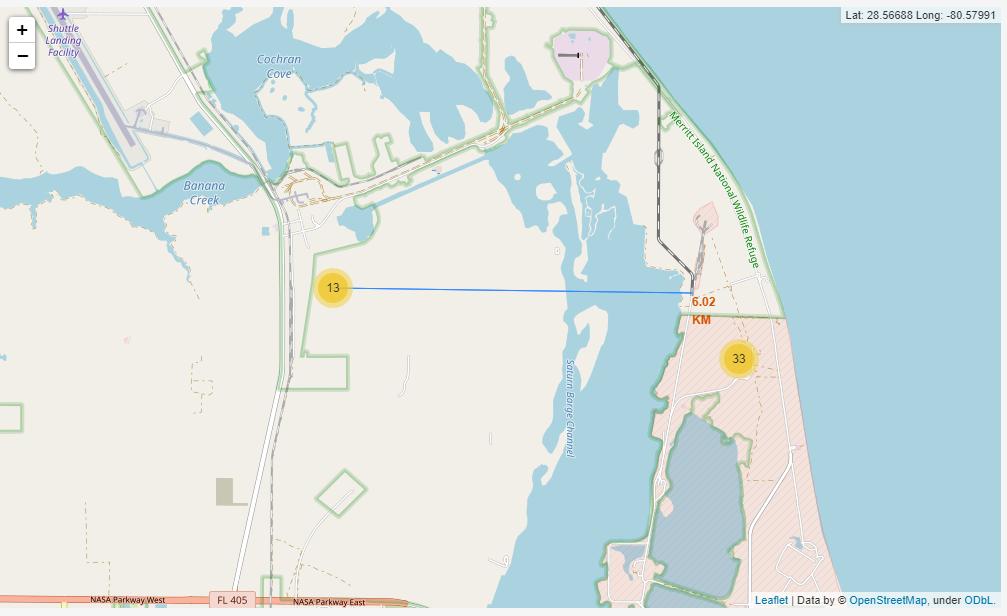 +
−
Lat: 28.56688 Long: -80.57991
Shuttle
Landing
Facility
Cochran
Cove
Merritt Island National Wildlife Refuge
Banana
Creek
13
6.02
KM
33
Saturn Barge Channel
NASA Parkway West
FL 405
NASA Parkway East
Leaflet | Data by © OpenStreetMap, under ODbL.